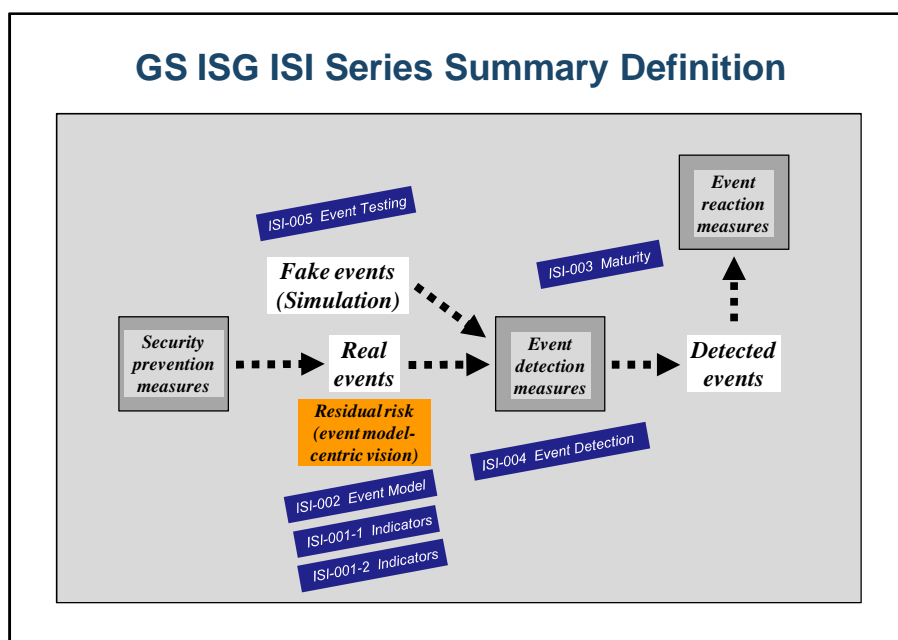 GS ISG ISI Series Summary Definition
Event
reaction
measures
ISI-005 Event Testing
ISI-003 Maturity
Fake events
(Simulation)
Security
prevention
measures
Real
events
Event
detection
measures
Detected
events
Residual risk
(event model-
centric vision)
ISI-004 Event Detection
ISI-002 Event Model
ISI-001-1 Indicators
ISI-001-2 Indicators